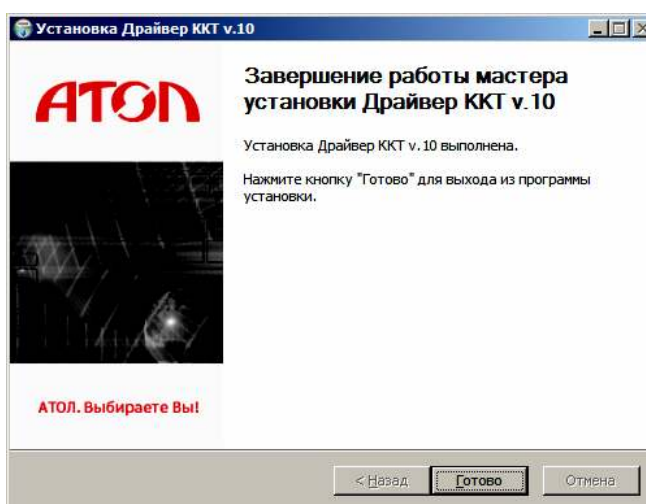 Установка Драйвер ККТ v.10
АТОЛ
Завершение работы мастера
установки Драйвер ККТ v.10
Установка Драйвер ККТ v.10 выполнена.
Нажмите кнопку "Готово" для выхода из программы
установки.
АТОЛ. Выбираете Вы!
< Назад
Готово
Отмена